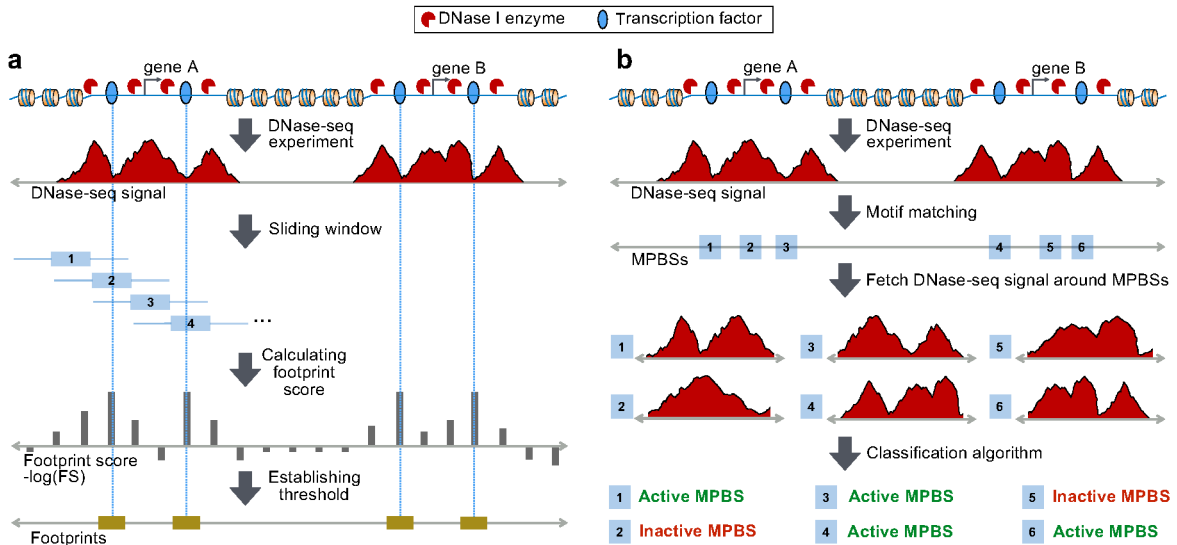 DNase I enzyme
Transcription factor
a
gene A
gene B
DNase-seq
experiment
DNase-seq signal
Sliding window
1
2
3
4
...
Calculating
footprint
score
Footprint score
-log(FS)
Establishing
threshold
Footprints
b
gene A
gene B
DNase-seq
experiment
DNase-seq signal
Motif matching
1 2 3 4 5 6
MPBSs
Fetch DNase-seq signal around MPBSs
1 3 5
2 4 6
Classification algorithm
1 Active MPBS 3 Active MPBS 5 Inactive MPBS
2 Inactive MPBS 4 Active MPBS 6 Active MPBS